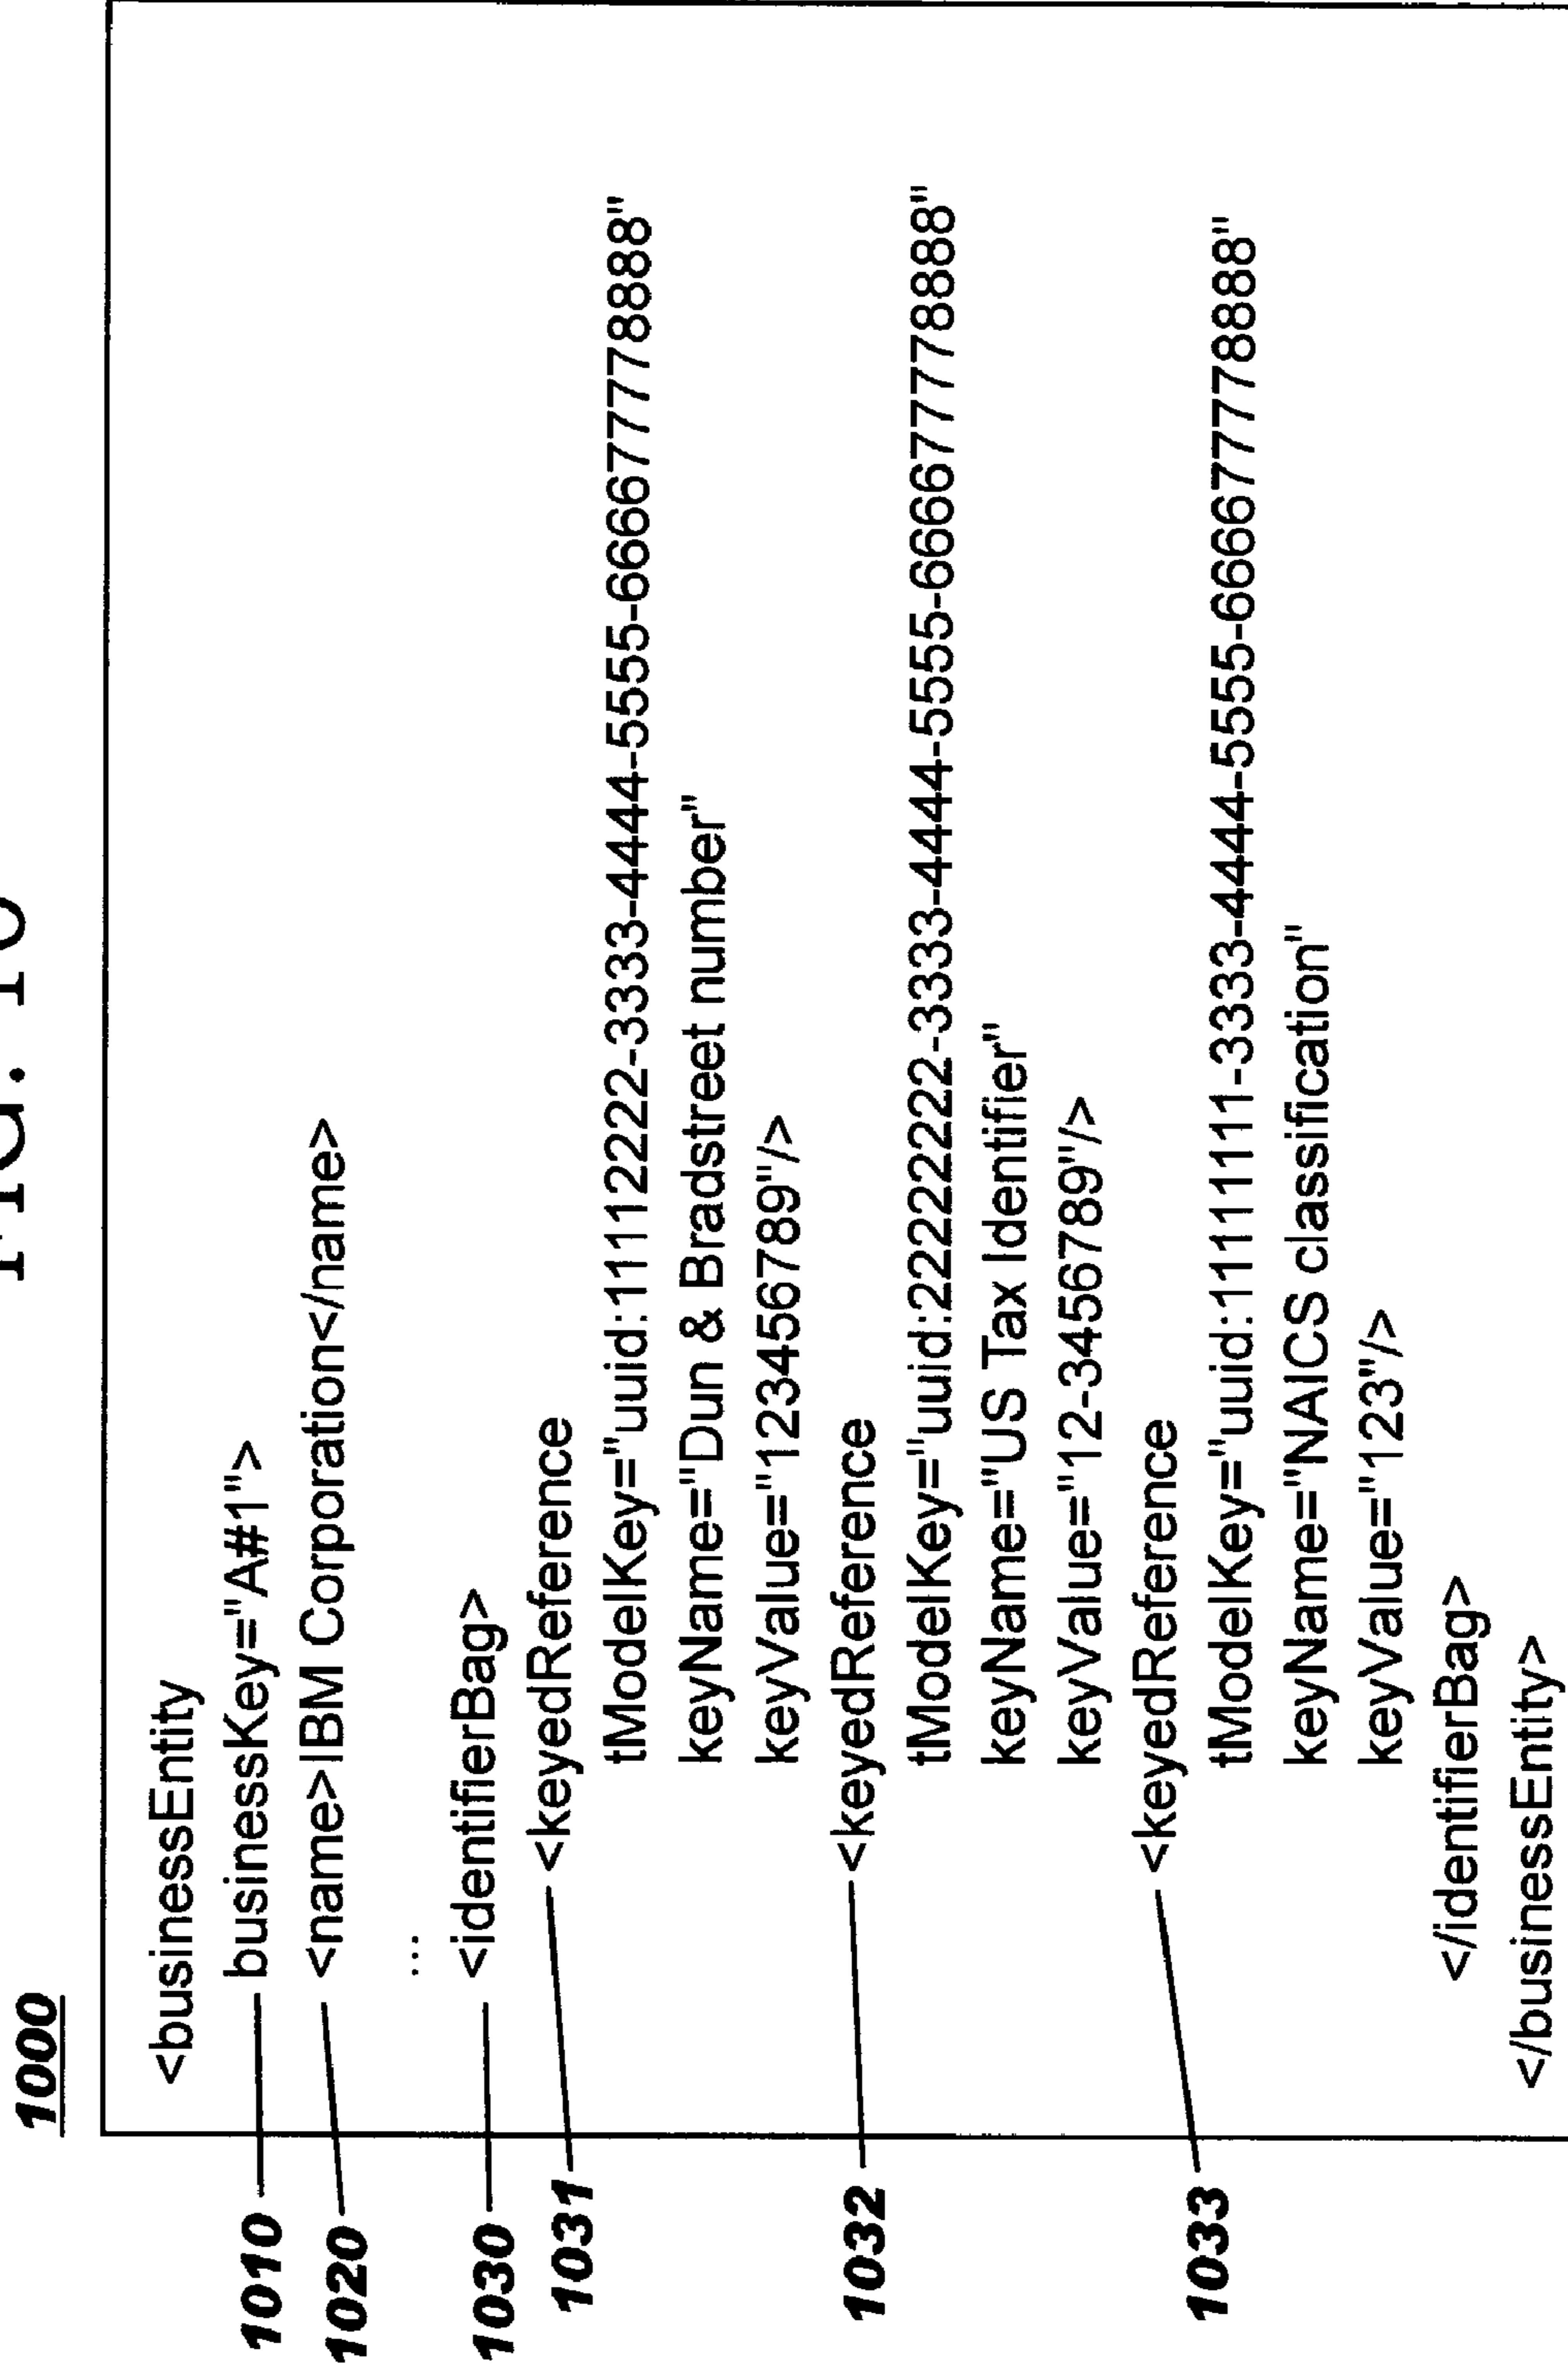 FIG. 10
1000
<businessEntity
1010 businessKey="A#1">
1020 <name>IBM Corporation</name>
...
1030 <identifierBag>
1031 <keyedReference
tModelKey="uuid:11112222-3333-4444-5555-666677778888"
keyName="Dun & Bradstreet number"
keyValue="123456789"/>
1032 <keyedReference
tModelKey="uuid:22222222-3333-4444-5555-666677778888"
keyName="US Tax Identifier"
keyValue="12-3456789"/>
1033 <keyedReference
tModelKey="uuid:11111111-3333-4444-5555-666677778888"
keyName="NAICS classification"
keyValue="123"/>
</identifierBag>
</businessEntity>